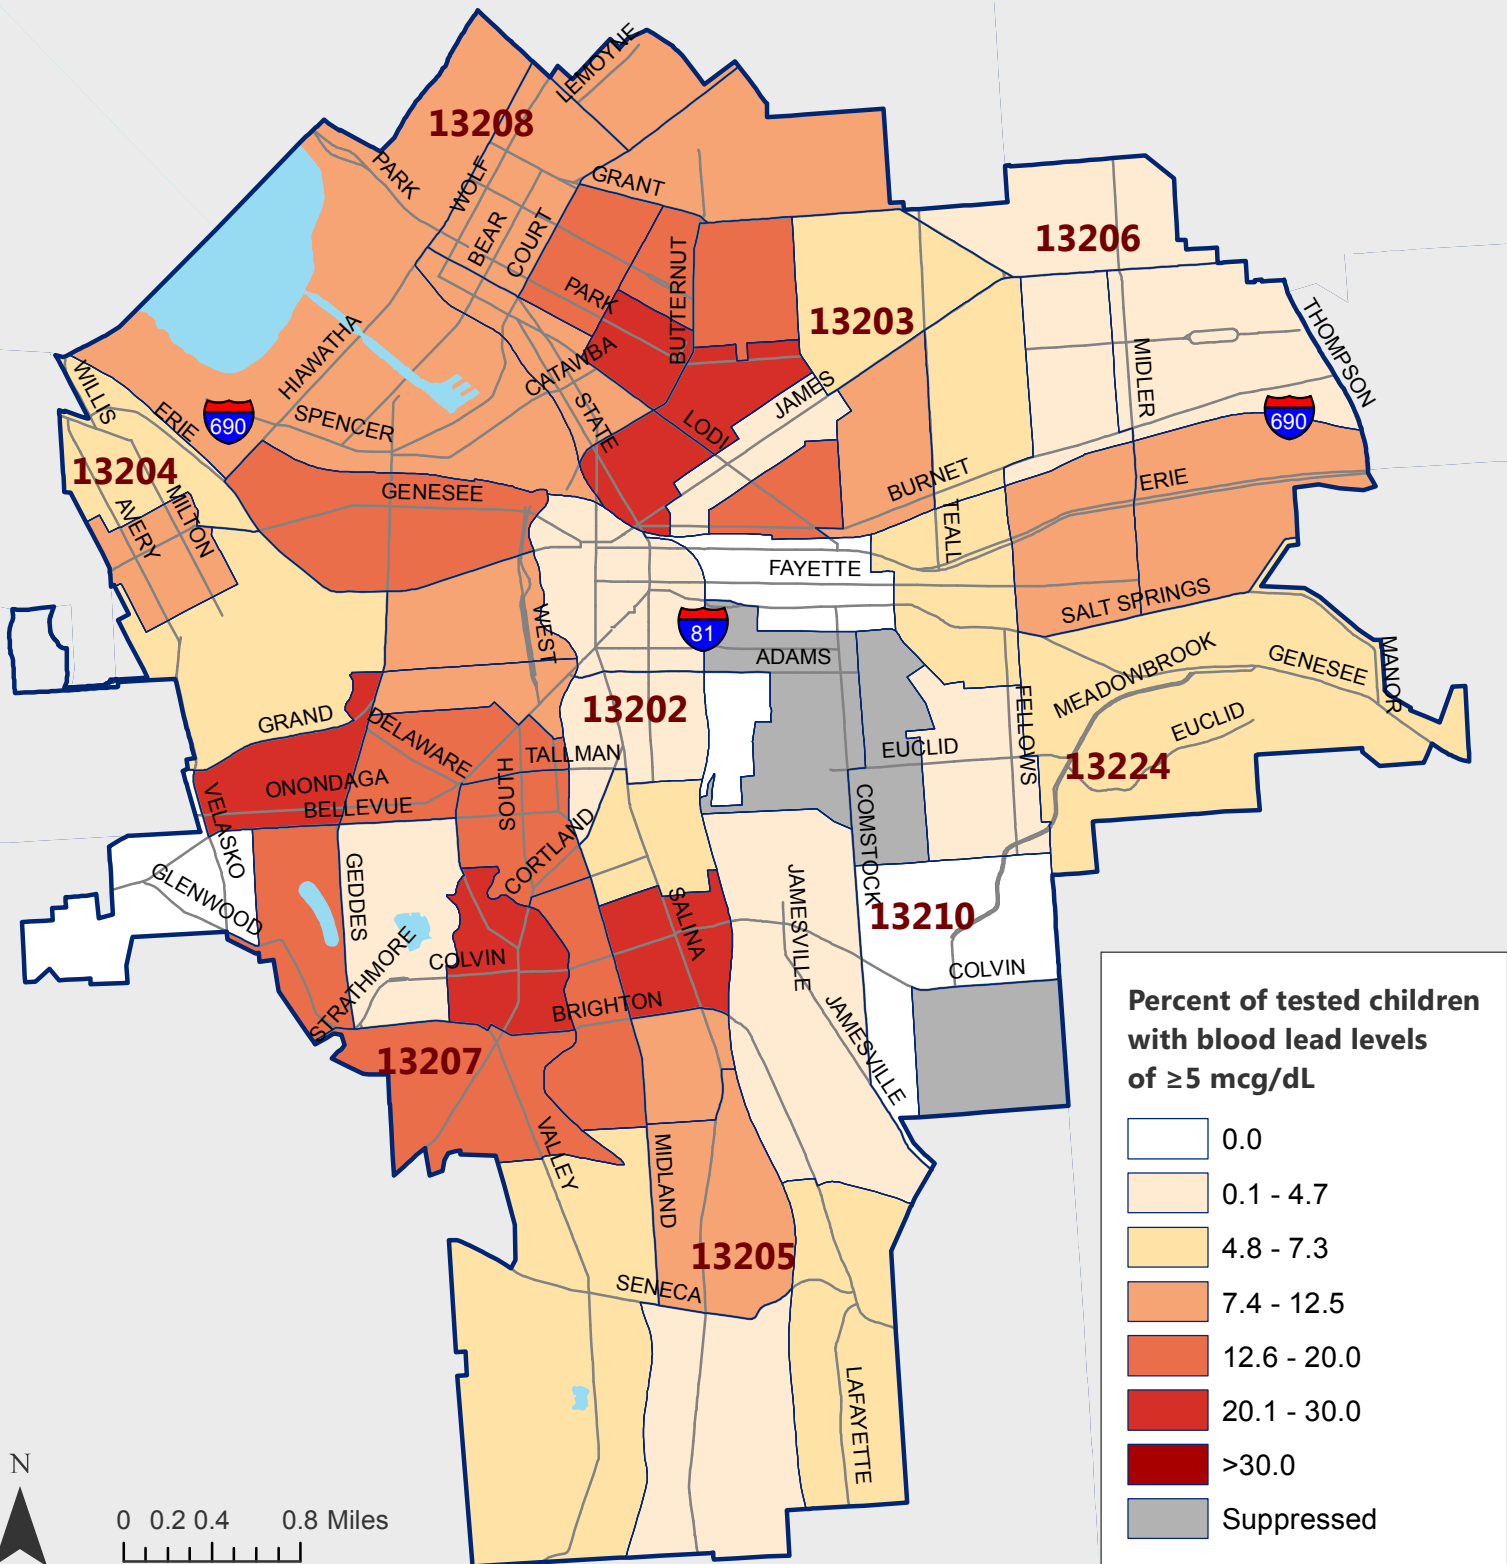 LEMOYNE
13208
PARK
WOLF
GRANT
BEAR
COURT
13206
BUTTERNUT
PARK
13203
THOMPSON
HIAWATHA
MIDLER
WILLIS
CATAWBA
JAMES
ERIE
690
SPENCER
STATE
LODI
690
13204
GENESEE
BURNET
ERIE
AVERY
MILTON
TEALL
FAYETTE
SALT SPRINGS
WEST
81
ADAMS
MEADOWBROOK
GENESEE
MANOR
13202
FELLOWS
GRAND
DELAWARE
EUCLID
TALLMAN
EUCLID
13224
ONONDAGA
SOUTH
BELLEVUE
VELASKO
COMSTOCK
CORTLAND
GLENWOOD
GEDDES
JAMESVILLE
SALINA
13210
STRATHMORE
COLVIN
COLVIN
BRIGHTON
JAMESVILLE
13207
VALLEY
MIDLAND
13205
SENECA
LAFAYETTE
Percent of tested children
with blood lead levels
of ≥5 mcg/dL
0.0
0.1 - 4.7
4.8 - 7.3
7.4 - 12.5
12.6 - 20.0
20.1 - 30.0
>30.0
Suppressed
N
0 0.2 0.4 0.8 Miles